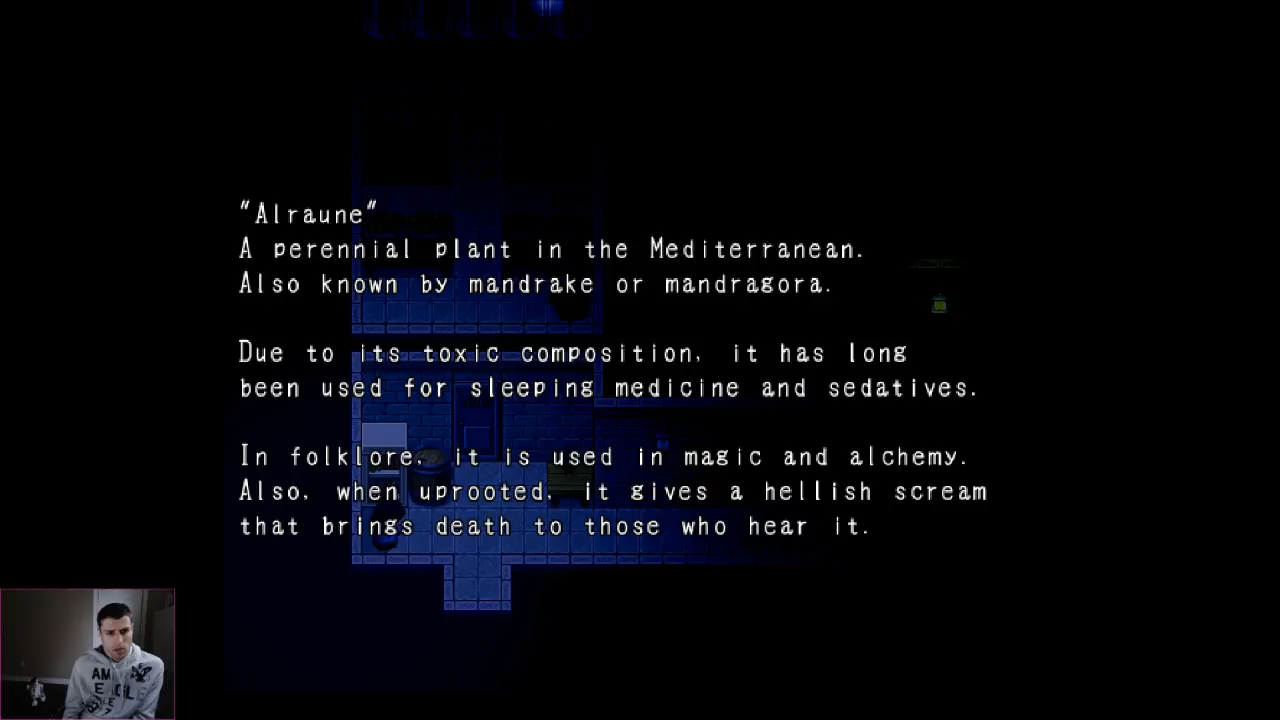 "Alraune"
A perennial plant in the Mediterranean.
Also known by mandrake or mandragora.
Due to its toxic composition, it has long
been used for sleeping medicine and sedatives.
In folklore, it is used in magic and alchemy.
Also, when uprooted, it gives a hellish scream
that brings death to those who hear it.